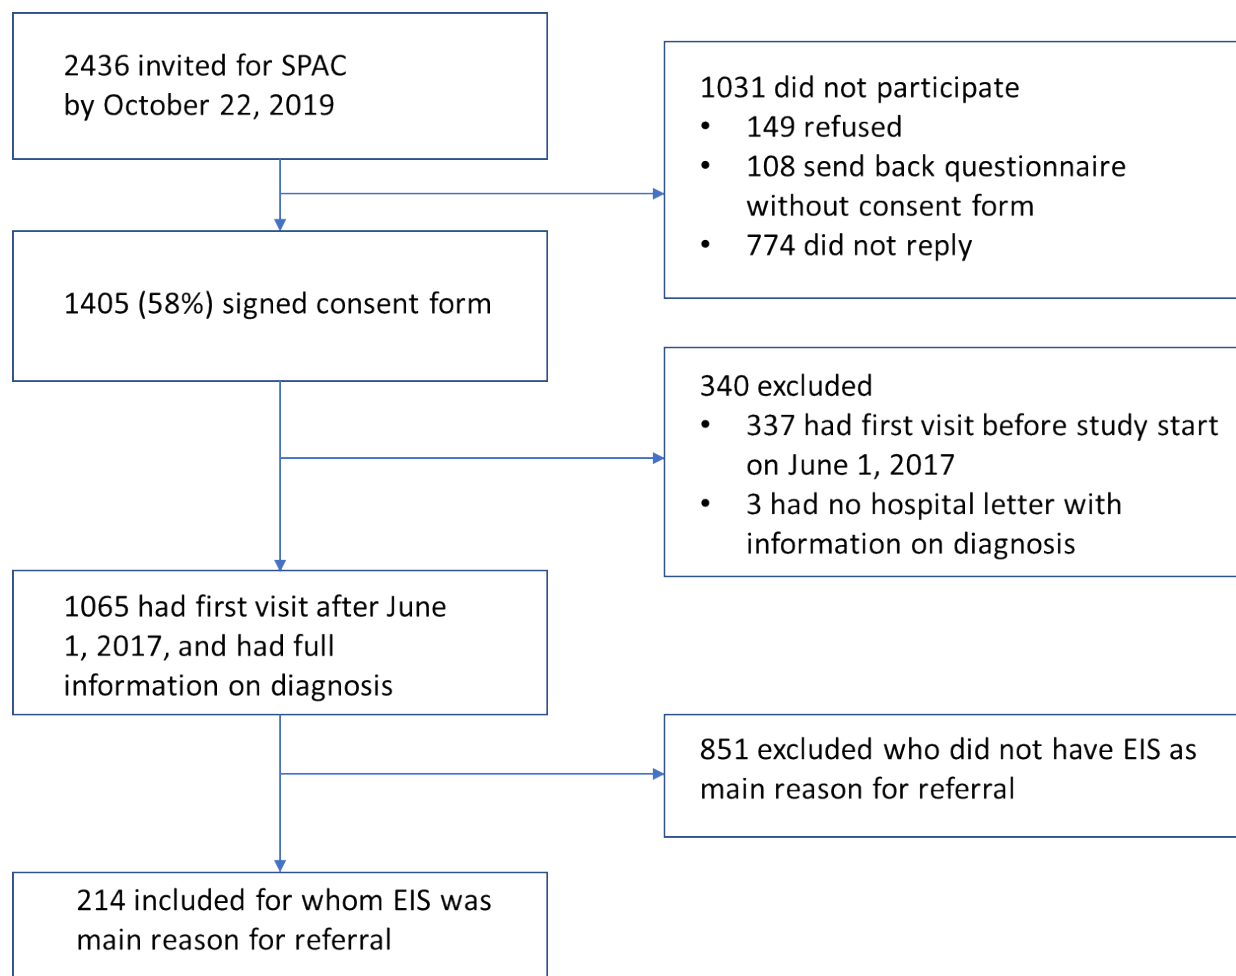 2436 invited for SPAC
by October 22, 2019
1031 did not participate
• 149 refused
• 108 send back questionnaire
without consent form
• 774 did not reply
1405 (58%) signed consent form
340 excluded
• 337 had first visit before study start
on June 1, 2017
• 3 had no hospital letter with
information on diagnosis
1065 had first visit after June
1, 2017, and had full
information on diagnosis
851 excluded who did not have EIS as
main reason for referral
214 included for whom EIS was
main reason for referral